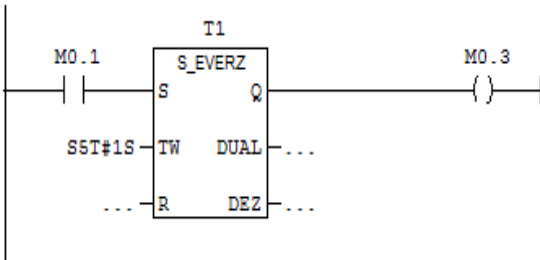 T1
M0.1
S_EVERZ
M0.3
S
Q
S5T#1S
TW
DUAL
...
...
R
DEZ
...